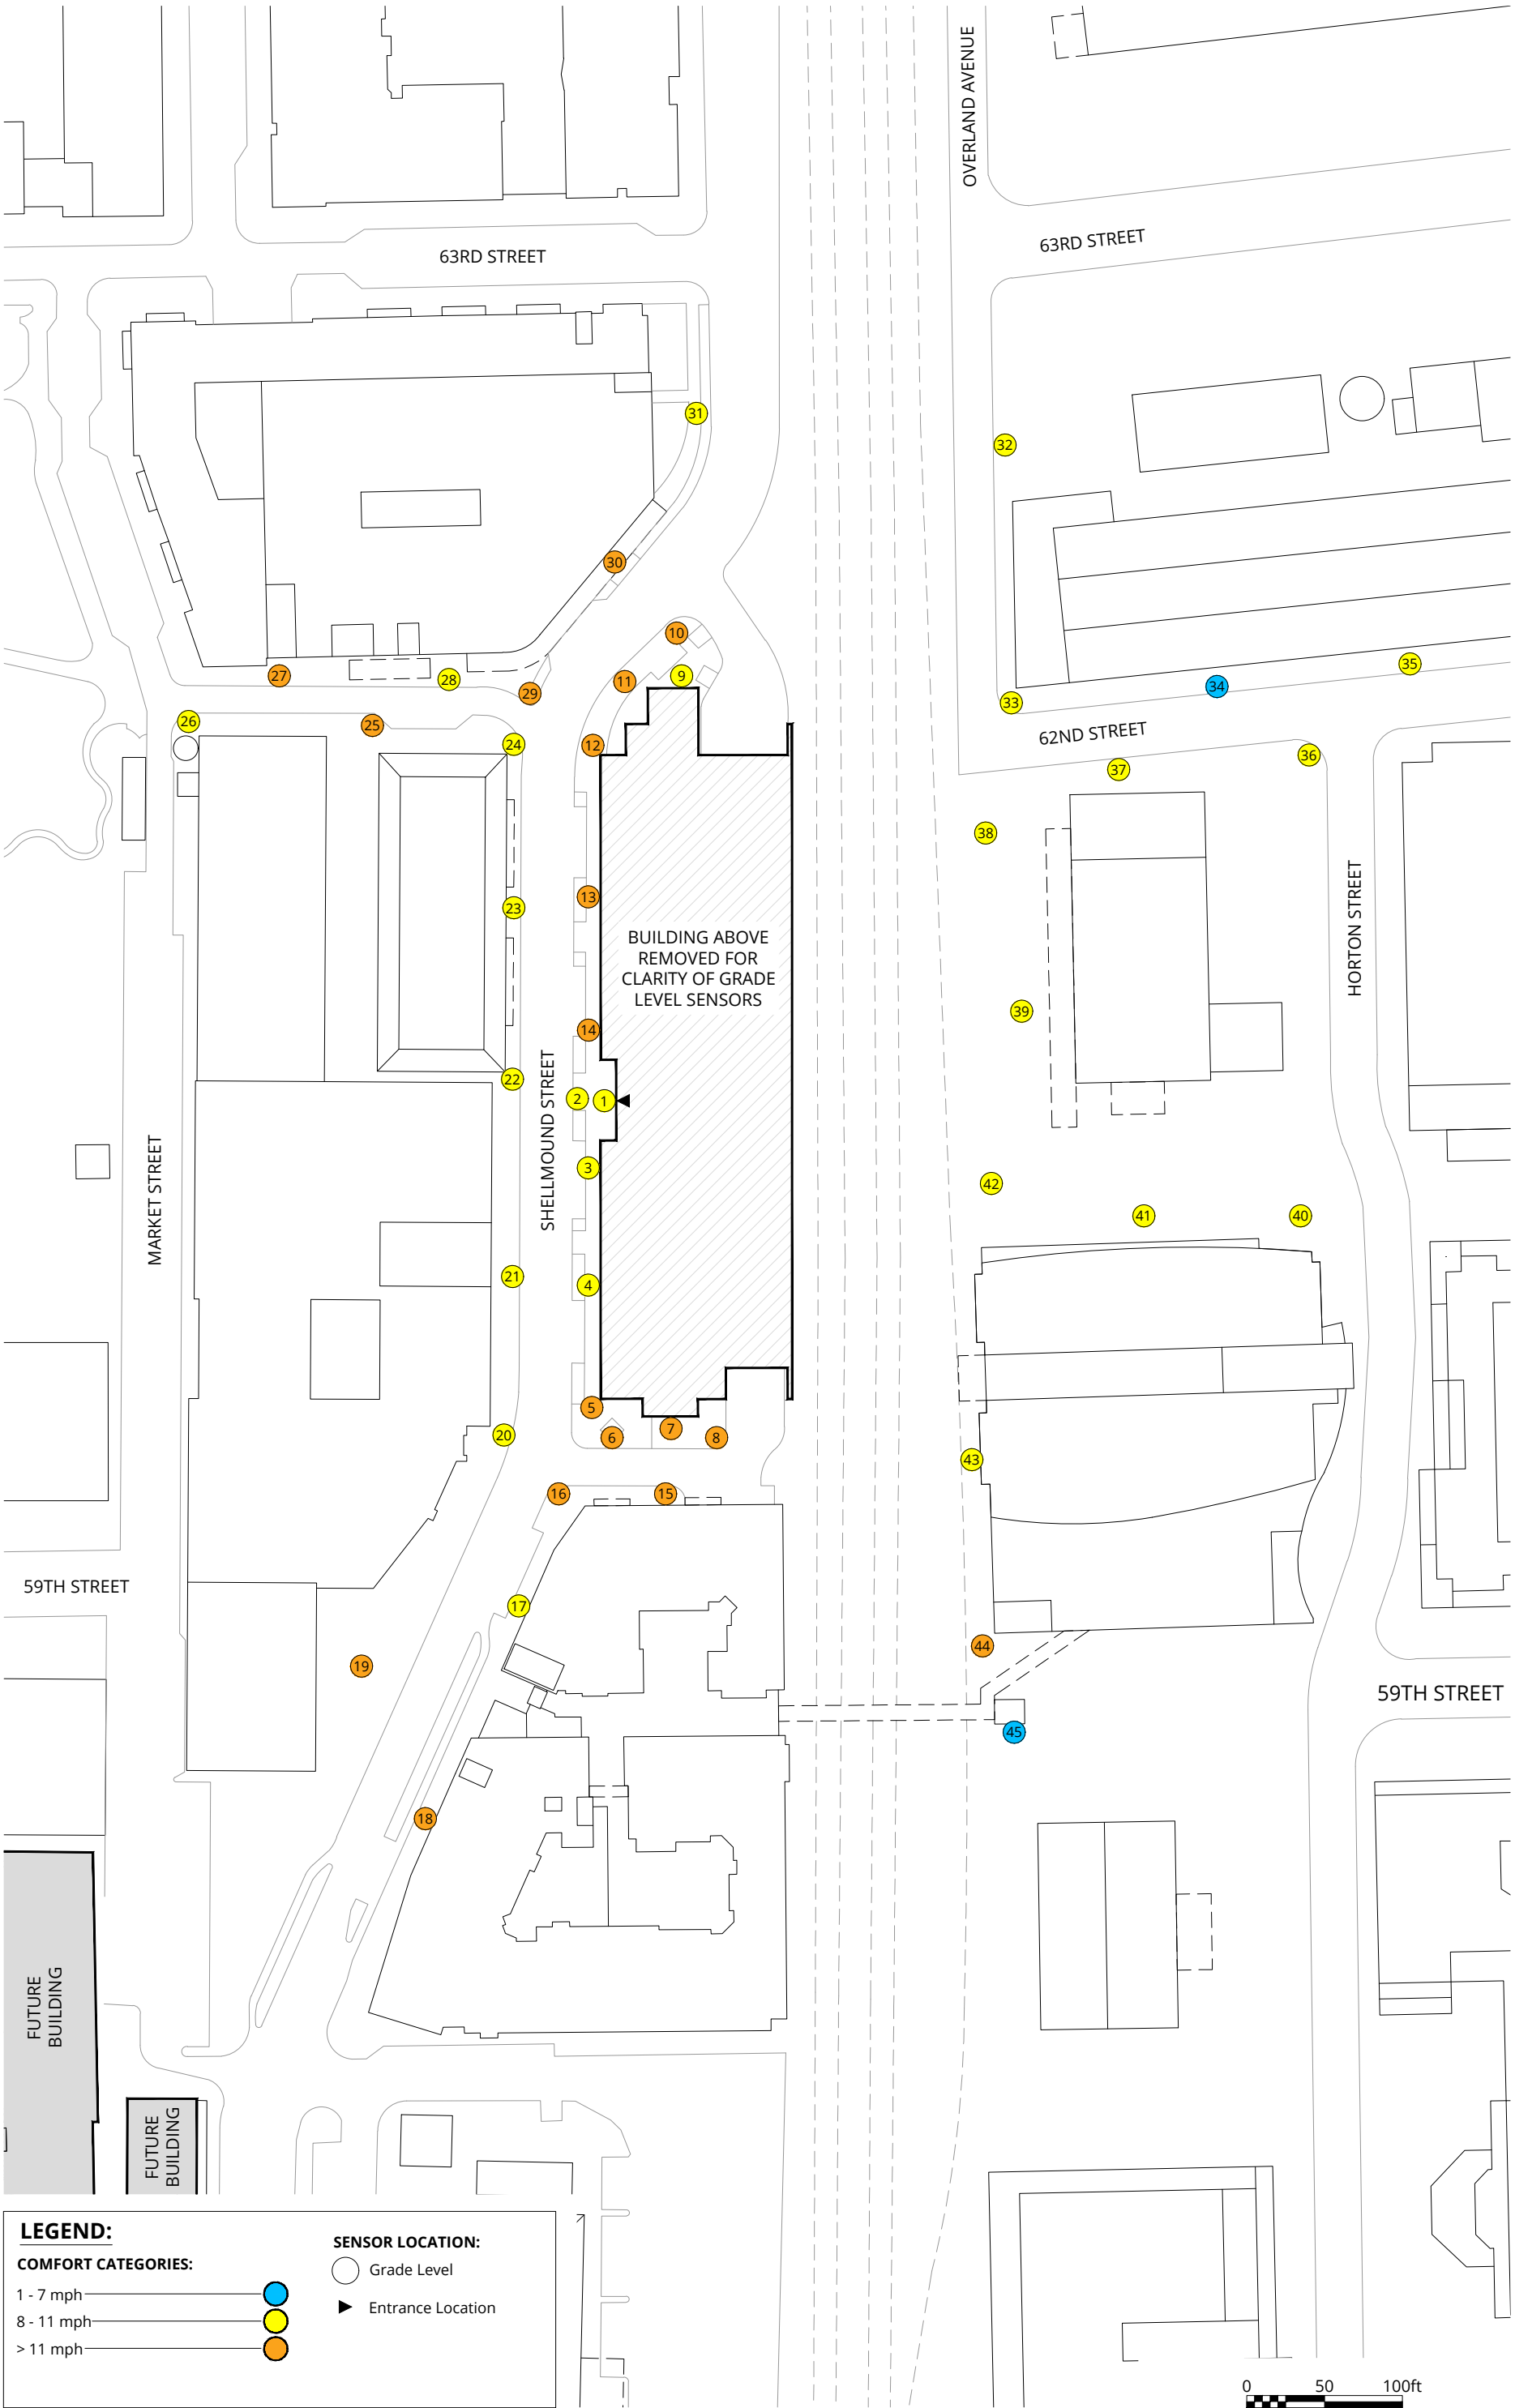 OVERLAND AVENUE
63RD STREET
63RD STREET
31
32
30
10
11
9
35
27
28
29
34
33
26
25
24
12
62ND STREET
36
37
38
13
23
HORTON STREET
BUILDING ABOVE
REMOVED FOR
CLARITY OF GRADE
LEVEL SENSORS
39
14
22
2
1
SHELLMOUND STREET
MARKET STREET
3
42
41
40
21
4
5
6
7
8
20
43
16
15
59TH STREET
17
44
19
59TH STREET
45
18
FUTURE
BUILDING
FUTURE
BUILDING
LEGEND:
COMFORT CATEGORIES:
1 - 7 mph
8 - 11 mph
> 11 mph
SENSOR LOCATION:
Grade Level
Entrance Location
0 50 100ft